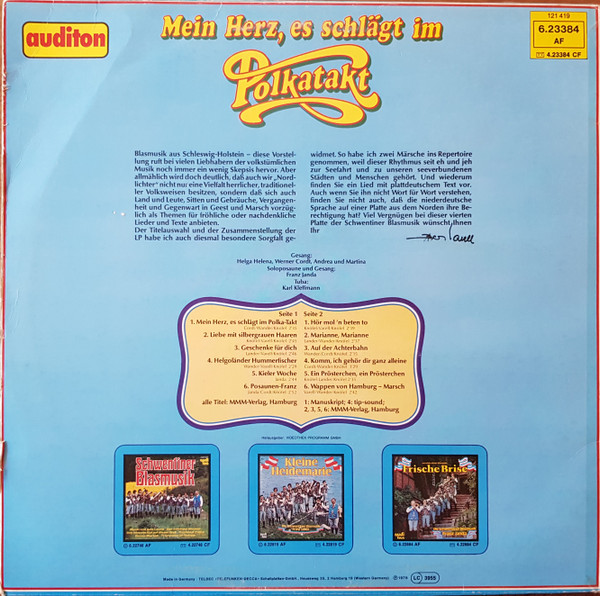 auditon
Mein Herz, es schlägt im
Polkatakt
121 419
6.23384
AF
4.23384 CF
Blasmusik aus Schleswig-Holstein – diese Vorstel-
lung ruft bei vielen Liebhabern der volkstümlichen
Musik noch immer ein wenig Skepsis hervor. Aber
allmählich wird doch deutlich, daß auch wir „Nord-
lichter" nicht nur eine Vielfalt herrlicher, traditionel-
ler Volksweisen besitzen, sondern daß sich auch
Land und Leute, Sitten und Gebräuche, Vergangen-
heit und Gegenwart in Geest und Marsch vorzüg-
lich als Themen für fröhliche oder nachdenkliche
Lieder und Texte anbieten.
Der Titelauswahl und der Zusammenstellung der
LP habe ich auch diesmal besondere Sorgfalt ge-
widmet. So habe ich zwei Märsche ins Repertoire
genommen, weil dieser Rhythmus seit eh und jeh
zur Seefahrt und zu unseren seeverbundenen
Städten und Menschen gehört. Und wiederum
finden Sie ein Lied mit plattdeutschem Text vor.
Auch wenn Sie ihn nicht Wort für Wort verstehen,
finden Sie nicht auch, daß die niederdeutsche
Sprache auf einer Platte aus dem Norden ihre Be-
rechtigung hat? Viel Vergnügen bei dieser vierten
Platte der Schwentiner Blasmusik wünscht Ihnen
Ihr
Gesang:
Helga Helena, Werner Cordt, Andrea und Martina
Soloposaune und Gesang:
Franz Janda
Tuba:
Karl Kleßmann
Seite 1
1. Mein Herz, es schlägt im Polka-Takt
2. Liebe mit silbergrauen Haaren
3. Geschenke für dich
4. Helgoländer Hummerfischer
5. Kieler Woche
6. Posaunen-Franz
alle Titel: MMM-Verlag, Hamburg
Seite 2
1. Hör mol 'n beten to
2. Marianne, Marianne
3. Auf der Achterbahn
4. Komm, ich gehör dir ganz alleine
5. Ein Prösterchen, ein Prösterchen
6. Wappen von Hamburg – Marsch
1: Manuskript; 4: tip-sound;
2, 3, 5, 6: MMM-Verlag, Hamburg
Schwentiner
Blasmusik
Kleine
Heidemarie
Frische Brise
LC 3055